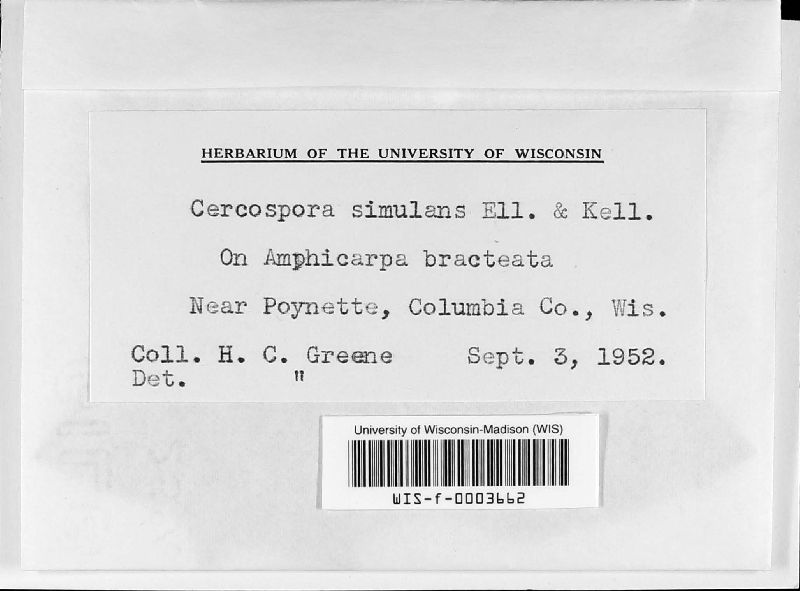 HERBARIUM OF THE UNIVERSITY OF WISCONSIN
Cercospora simulans Ell. & Kell.
On Amphicarpa bracteata
Near Poynette, Columbia Co., Wis.
Coll. H. C. Greene Sept. 3, 1952.
Det. "
University of Wisconsin-Madison (WIS)
WIS-f-0003662